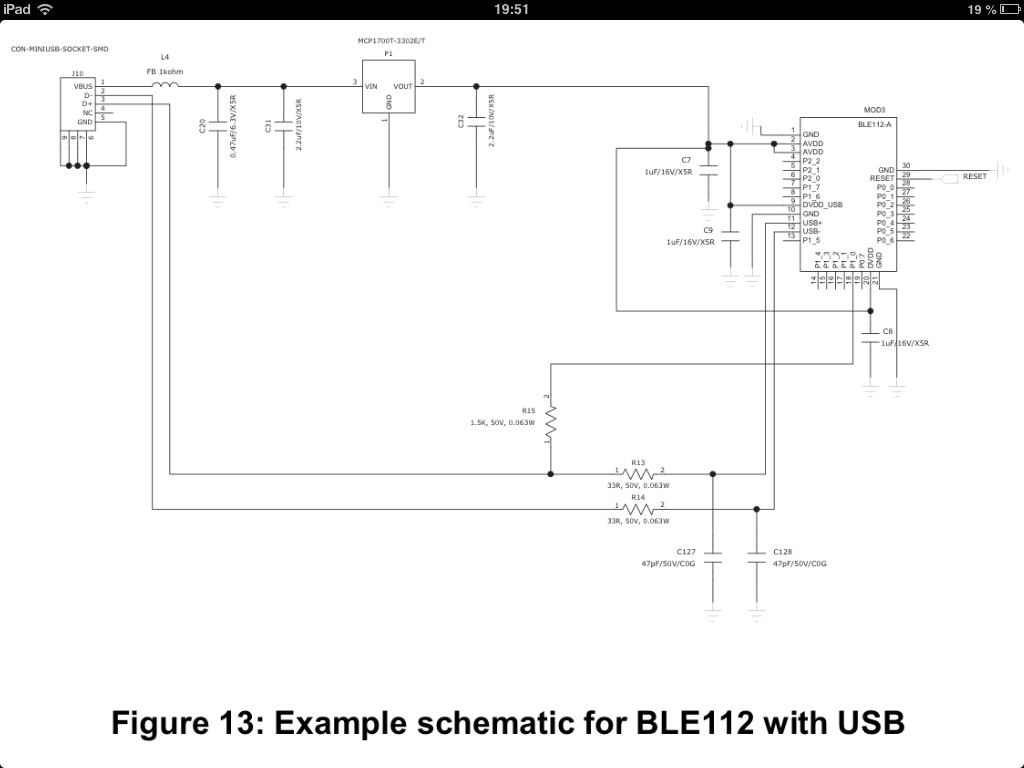 iPad 19:51 19 %
CON-MINIUSB-SOCKET-SMD
J10
VBUS 1
D- 2
D+ 3
NC 4
GND 5
9 8 7 6
L4
FB 1kohm
C20
0.47uF/6.3V/X5R
C31
2.2uF/10V/X5R
MCP1700T-3302E/T
P1
3 VIN VOUT 2
GND
1
C32
2.2uF/10V/X5R
C7
1uF/16V/X5R
C9
1uF/16V/X5R
MOD3
BLE112-A
1 GND
2 AVDD
3 AVDD
4 P2_2
5 P2_1
6 P2_0
7 P1_7
8 P1_6
9 DVDD_USB
10 GND
11 USB+
12 USB-
13 P1_5
GND 30
RESET 29
RESET
P0_0 28
P0_1 27
P0_2 26
P0_3 25
P0_4 24
P0_5 23
P0_6 22
P1_4 P1_3 P1_2 P1_1 P1_0 P0:7 DVDD GND
14 15 16 17 18 19 20 21
C8
1uF/16V/X5R
2
R15
1.5K, 50V, 0.063W
1
R13
1 2
33R, 50V, 0.063W
R14
1 2
33R, 50V, 0.063W
C127
47pF/50V/C0G
C128
47pF/50V/C0G
Figure 13: Example schematic for BLE112 with USB